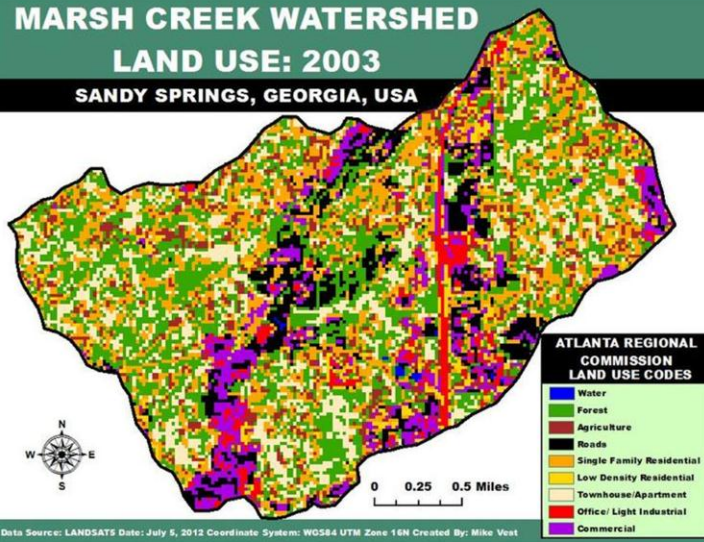 MARSH CREEK WATERSHED
LAND USE: 2003
SANDY SPRINGS, GEORGIA, USA
ATLANTA REGIONAL
COMMISSION
LAND USE CODES
Water
Forest
Agriculture
Roads
Single Family Residential
Low Density Residential
Townhouse/Apartment
Office/ Light Industrial
Commercial
N
W E
S
0 0.25 0.5 Miles
Data Source: LANDSAT5 Date: July 5, 2012 Coordinate System: WGS84 UTM Zone 16N Created By: Mike Vest